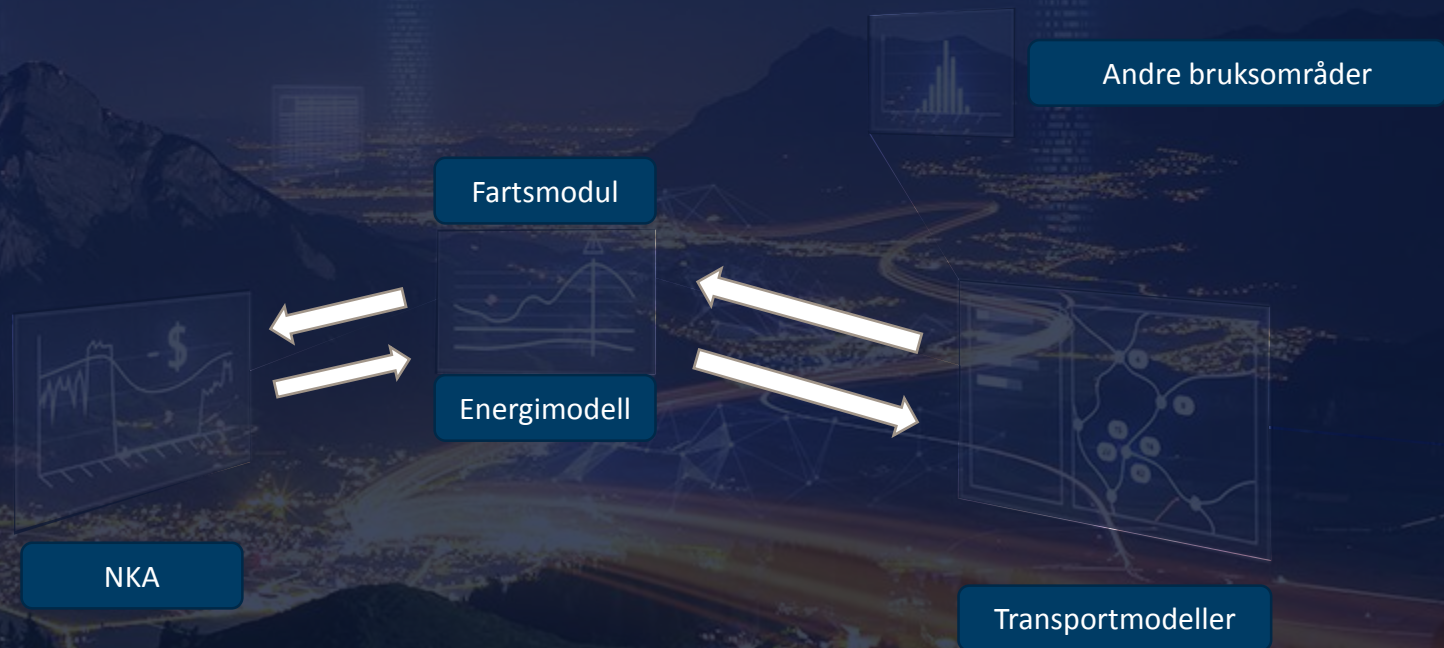 Andre bruksområder
Fartsmodul
Energimodell
-$
NKA
Transportmodeller